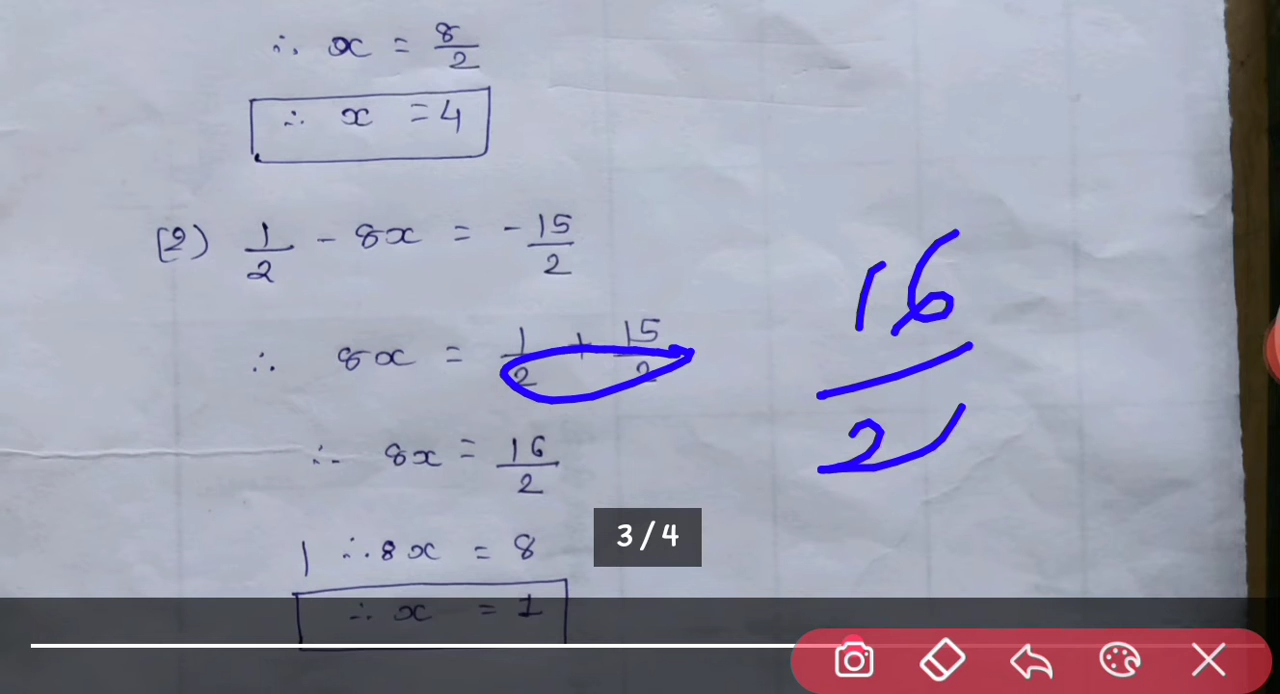 ∴ x = 8/2
∴ x = 4
(2) 1/2 - 8x = -15/2
∴ 8x = 1/2 + 15/2
∴ 8x = 16/2
16/2
3 / 4
∴ 8x = 8
∴ x = 1